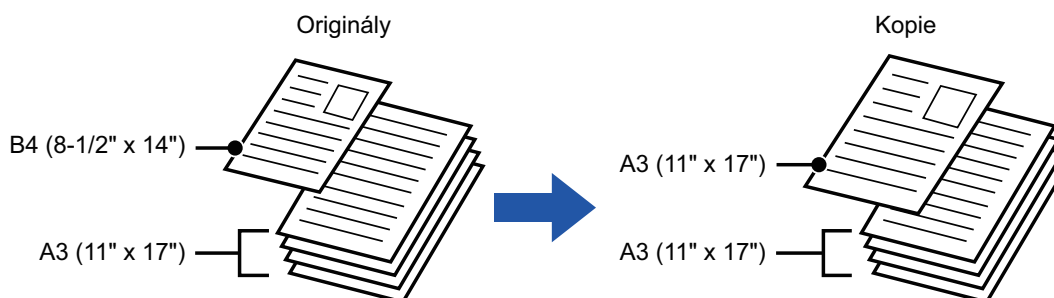 Originály
Kopie
B4 (8-1/2" x 14")
A3 (11" x 17")
A3 (11" x 17")
A3 (11" x 17")